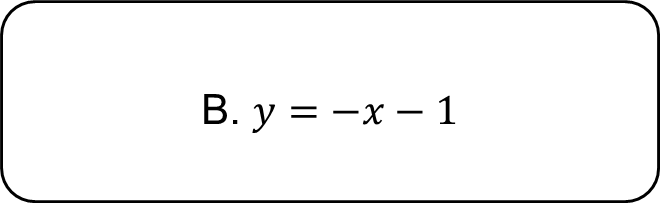 B. y = −x − 1